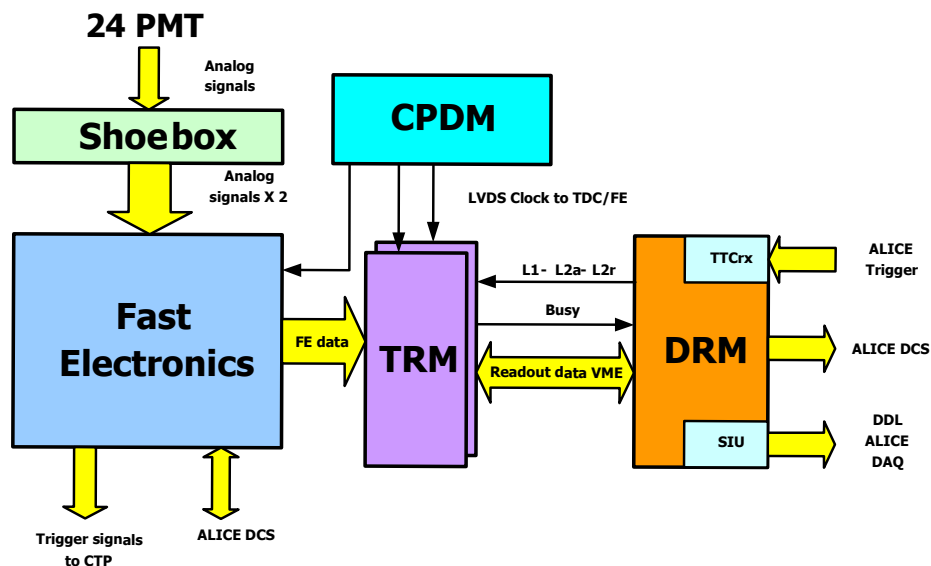 24 PMT
Analog
signals
Shoebox
CPDM
Analog
signals X 2
LVDS Clock to TDC/FE
TTCrx
ALICE
Trigger
L1- L2a- L2r
Busy
Fast
Electronics
FE data
TRM
Readout data VME
DRM
ALICE DCS
SIU
DDL
ALICE
DAQ
Trigger signals
to CTP
ALICE DCS